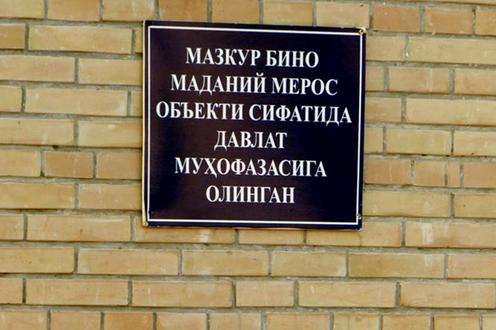 МАЗКУР БИНО
МАДАНИЙ МЕРОС
ОБЪЕКТИ СИФАТИДА
ДАВЛАТ
МУҲОФАЗАСИГА
ОЛИНГАН